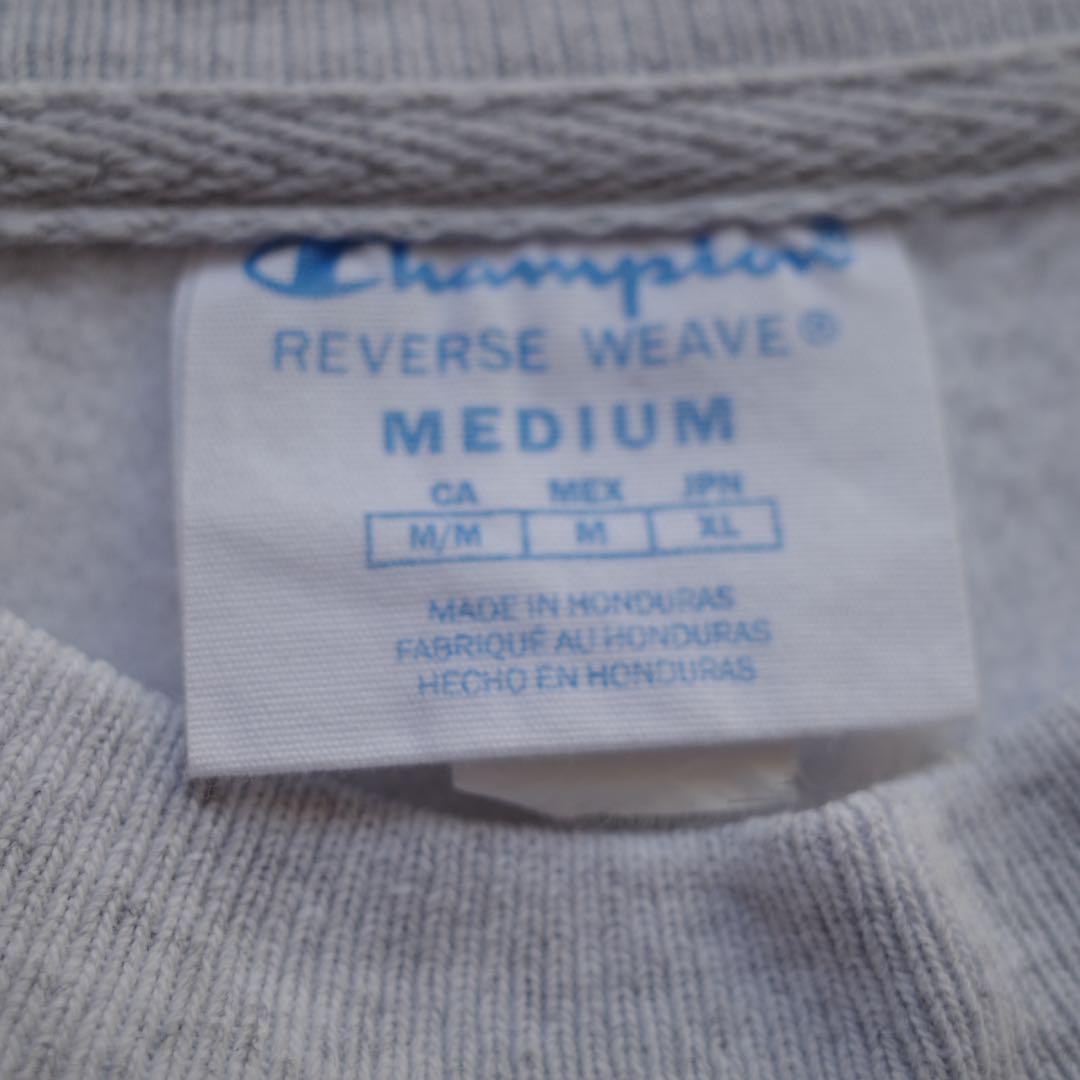 Champion
REVERSE WEAVE®
MEDIUM
CA MEX JPN
M/M M XL
MADE IN HONDURAS
FABRIQUÉ AU HONDURAS
HECHO EN HONDURAS